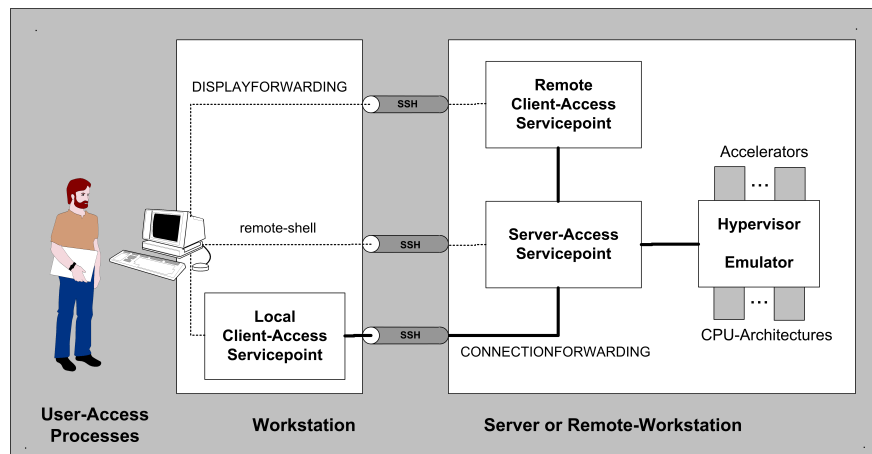 DISPLAYFORWARDING
SSH
Remote
Client-Access
Servicepoint
Accelerators
...
remote-shell
SSH
Server-Access
Servicepoint
Hypervisor
Emulator
...
CPU-Architectures
Local
Client-Access
Servicepoint
SSH
CONNECTIONFORWARDING
User-Access
Processes
Workstation
Server or Remote-Workstation